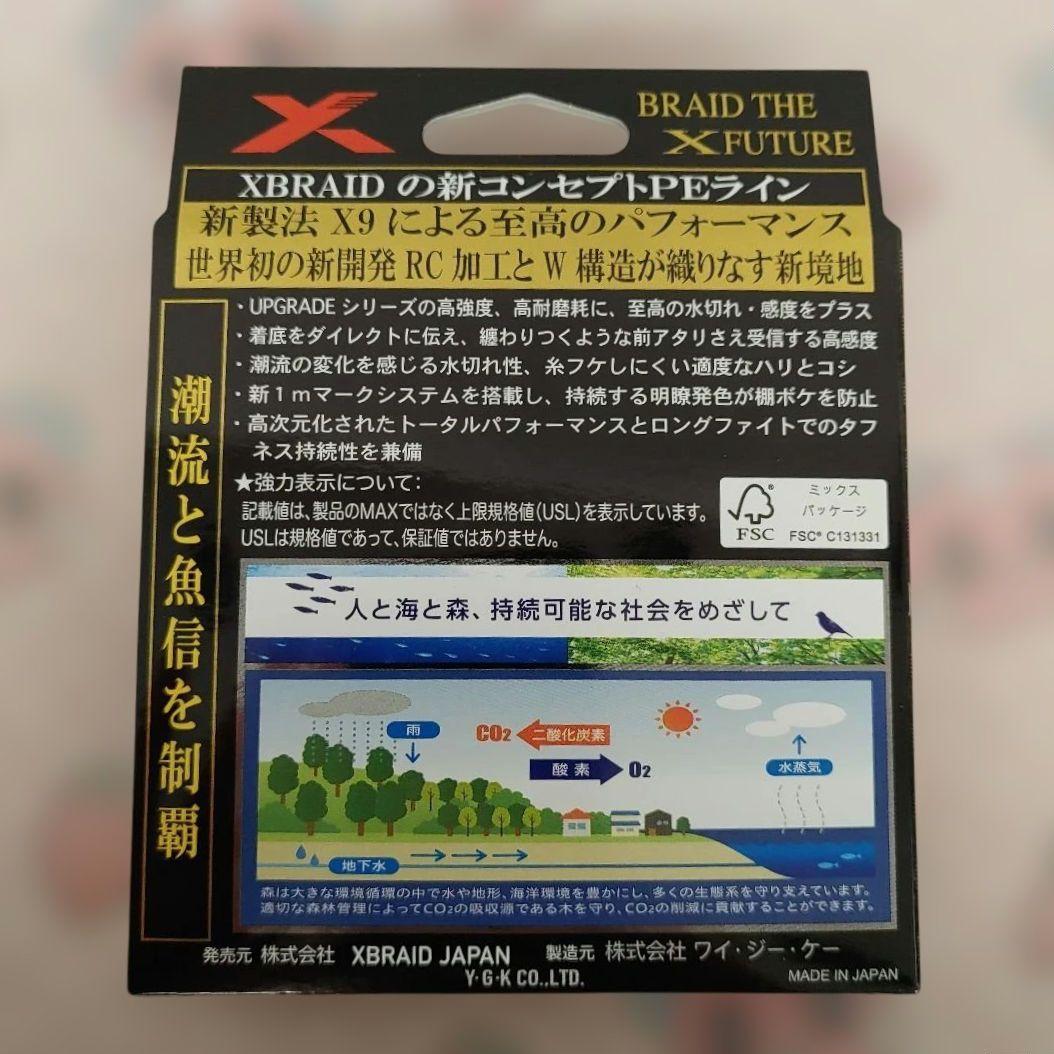 BRAID THE
X FUTURE
XBRAID の新コンセプトPEライン
新製法 X9 による至高のパフォーマンス
世界初の新開発 RC 加工と W 構造が織りなす新境地
潮流と魚信を制覇
・UPGRADE シリーズの高強度、高耐磨耗に、至高の水切れ・感度をプラス
・着底をダイレクトに伝え、纏わりつくような前アタリさえ受信する高感度
・潮流の変化を感じる水切れ性、糸フケしにくい適度なハリとコシ
・新1mマークシステムを搭載し、持続する明瞭発色が棚ボケを防止
・高次元化されたトータルパフォーマンスとロングファイトでのタフ
ネス持続性を兼備
★強力表示について：
記載値は、製品のMAXではなく上限規格値(USL)を表示しています。
USLは規格値であって、保証値ではありません。
FSC®
ミックス
パッケージ
FSC® C131331
人と海と森、持続可能な社会をめざして
雨
CO2 二酸化炭素
酸素 O2
水蒸気
地下水
森は大きな環境循環の中で水や地形、海洋環境を豊かにし、多くの生態系を守り支えています。
適切な森林管理によってCO2の吸収源である木を守り、CO2の削減に貢献することができます。
発売元 株式会社 XBRAID JAPAN 製造元 株式会社 ワイ・ジー・ケー
Y·G·K CO.,LTD.
MADE IN JAPAN